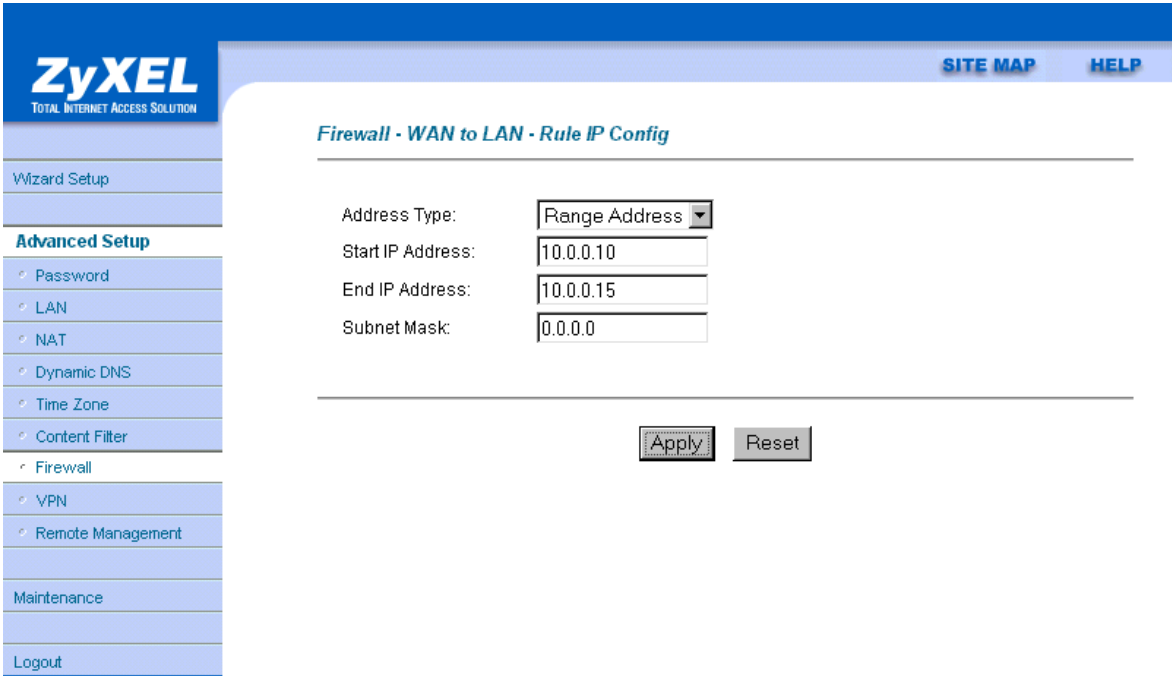 ZyXEL
TOTAL INTERNET ACCESS SOLUTION
SITE MAP
HELP
Wizard Setup
Advanced Setup
Password
LAN
NAT
Dynamic DNS
Time Zone
Content Filter
Firewall
VPN
Remote Management
Maintenance
Logout
Firewall - WAN to LAN - Rule IP Config
Address Type: Range Address
Start IP Address: 10.0.0.10
End IP Address: 10.0.0.15
Subnet Mask: 0.0.0.0
Apply Reset